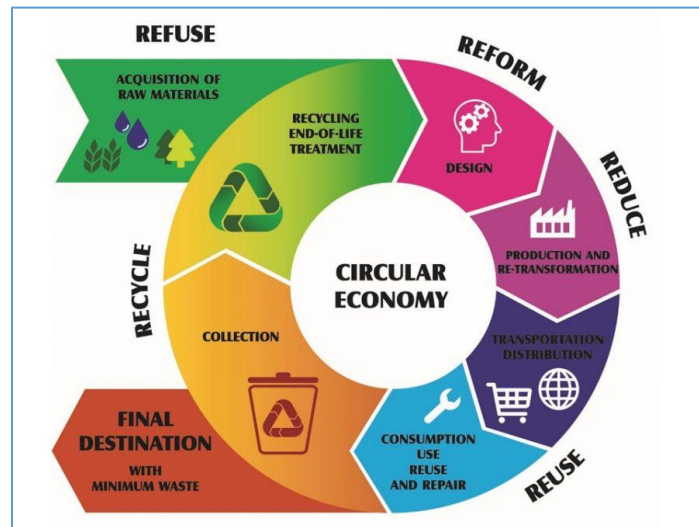 REFUSE
ACQUISITION OF
RAW MATERIALS
RECYCLING
END-OF-LIFE
TREATMENT
REFORM
DESIGN
REDUCE
PRODUCTION AND
RE-TRANSFORMATION
CIRCULAR
ECONOMY
TRANSPORTATION
DISTRIBUTION
REUSE
CONSUMPTION
USE
REUSE
AND REPAIR
RECYCLE
COLLECTION
FINAL
DESTINATION
WITH
MINIMUM WASTE